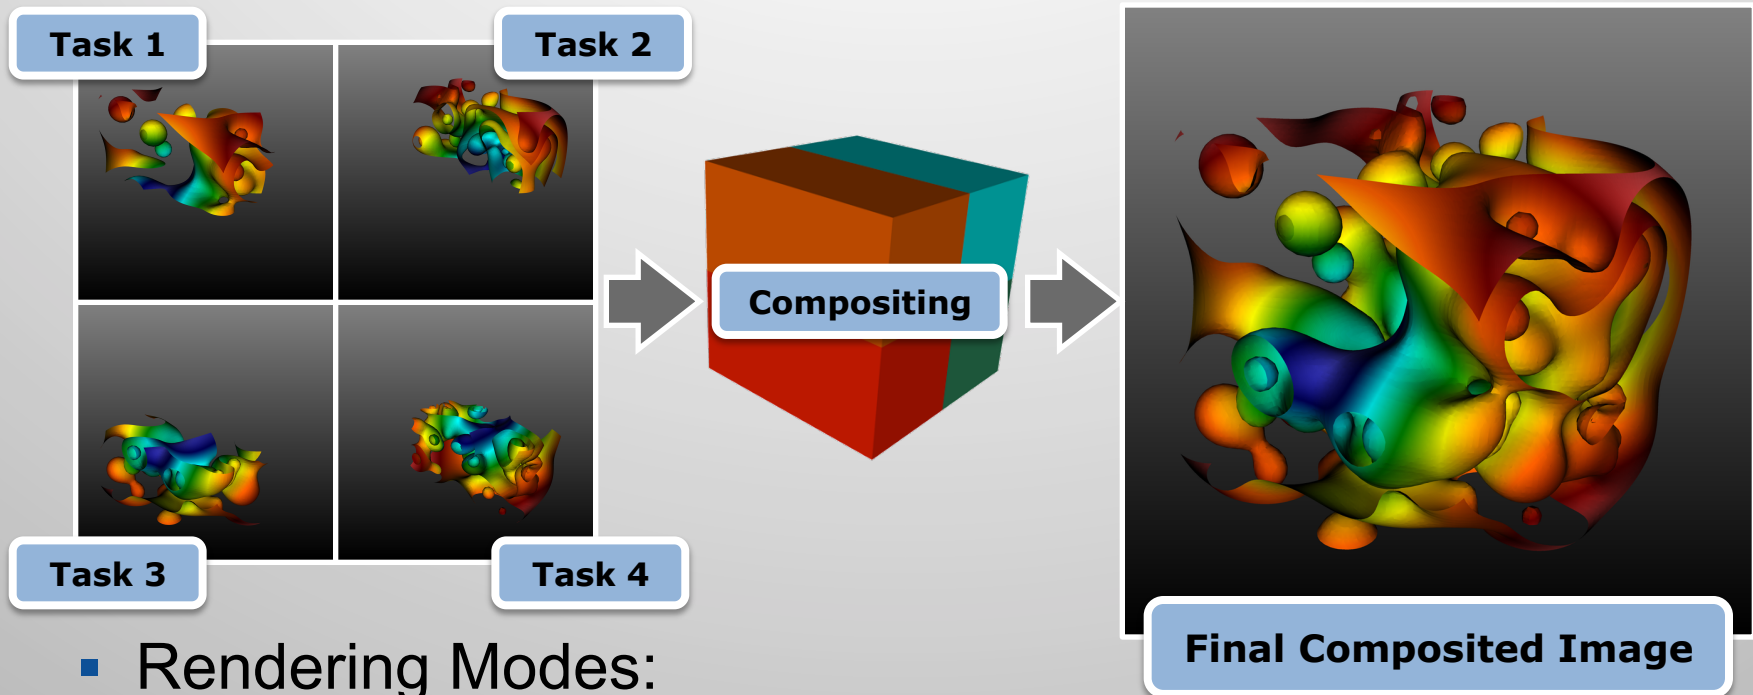 Task 1
Task 2
Compositing
Task 3
Task 4
Final Composited Image
▪ Rendering Modes: